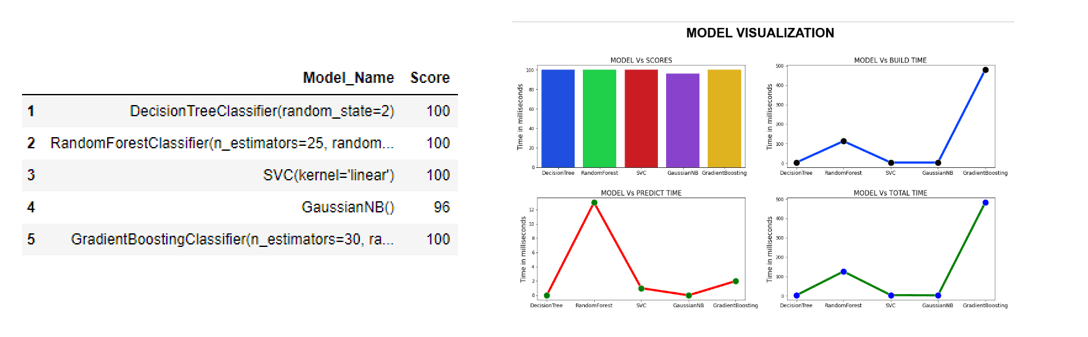 Model_Name Score
1 DecisionTreeClassifier(random_state=2) 100
2 RandomForestClassifier(n_estimators=25, random... 100
3 SVC(kernel='linear') 100
4 GaussianNB() 96
5 GradientBoostingClassifier(n_estimators=30, ra... 100
MODEL VISUALIZATION
MODEL Vs SCORES
Time in milliseconds
100
80
60
40
20
0
DecisionTree RandomForest SVC GaussianNB GradientBoosting
MODEL Vs BUILD TIME
Time in milliseconds
500
400
300
200
100
0
DecisionTree RandomForest SVC GaussianNB GradientBoosting
MODEL Vs PREDICT TIME
Time in milliseconds
12
10
8
6
4
2
0
DecisionTree RandomForest SVC GaussianNB GradientBoosting
MODEL Vs TOTAL TIME
Time in milliseconds
500
400
300
200
100
0
DecisionTree RandomForest SVC GaussianNB GradientBoosting